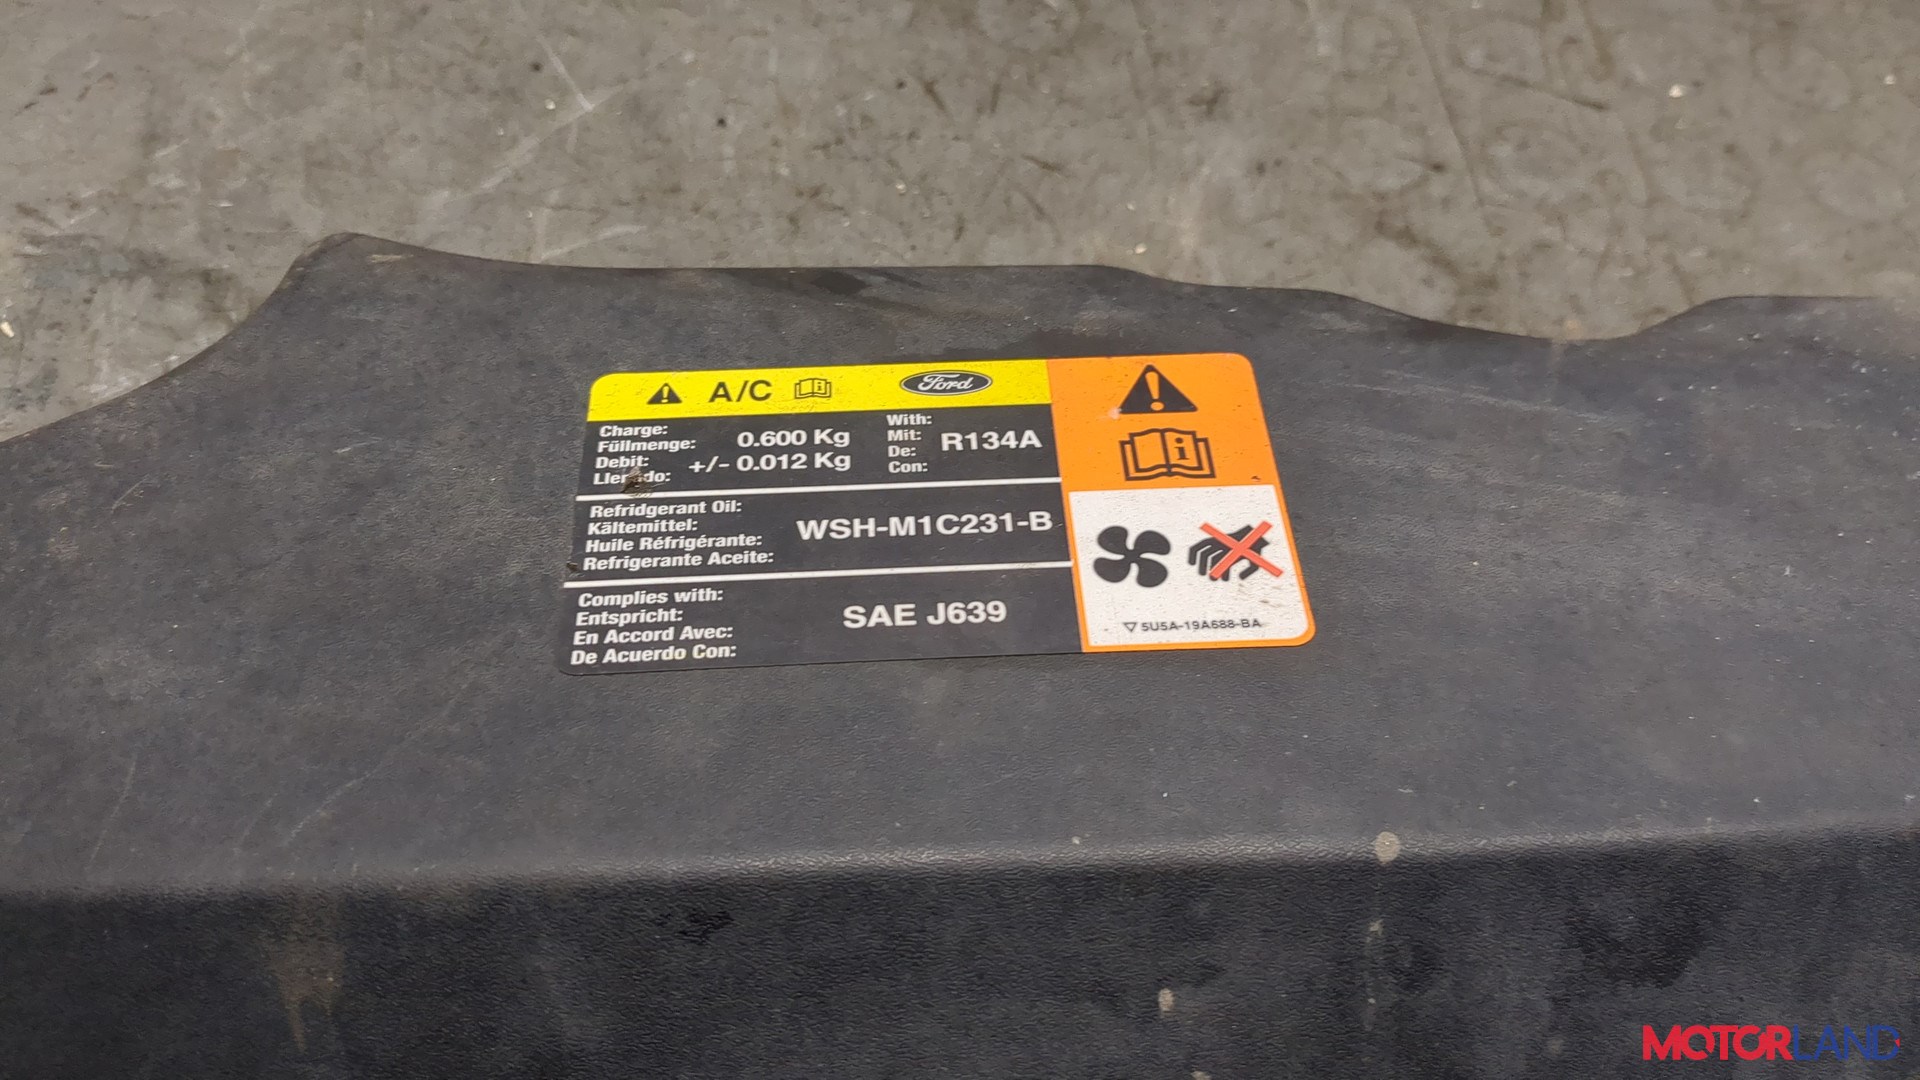 A/C
Ford
Charge:
Füllmenge:
Debit:
Llenado:
0.600 Kg
+/- 0.012 Kg
With:
Mit:
De:
Con:
R134A
Refridgerant Oil:
Kältemittel:
Huile Réfrigérante:
Refrigerante Aceite:
WSH-M1C231-B
Complies with:
Entspricht:
En Accord Avec:
De Acuerdo Con:
SAE J639
5U5A-19A688-BA
MOTORLAND